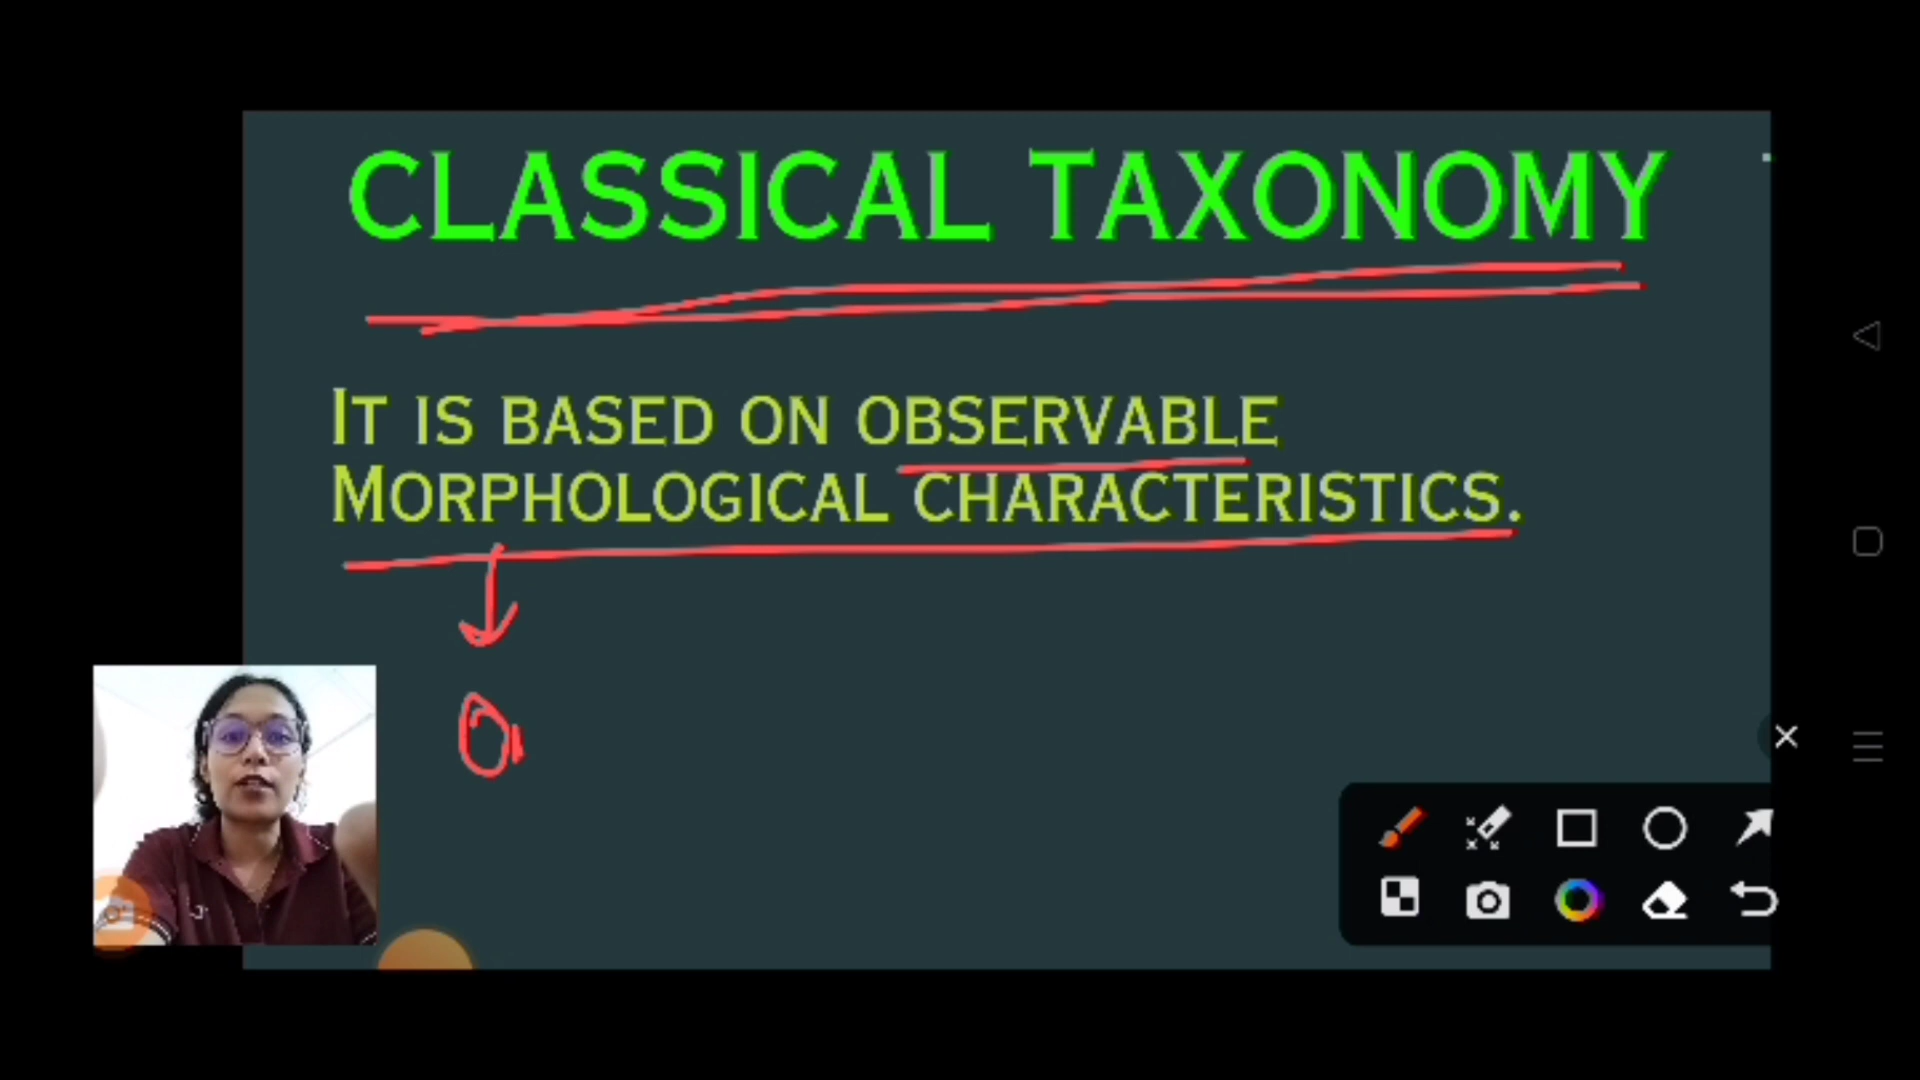 CLASSICAL TAXONOMY
IT IS BASED ON OBSERVABLE
MORPHOLOGICAL CHARACTERISTICS.